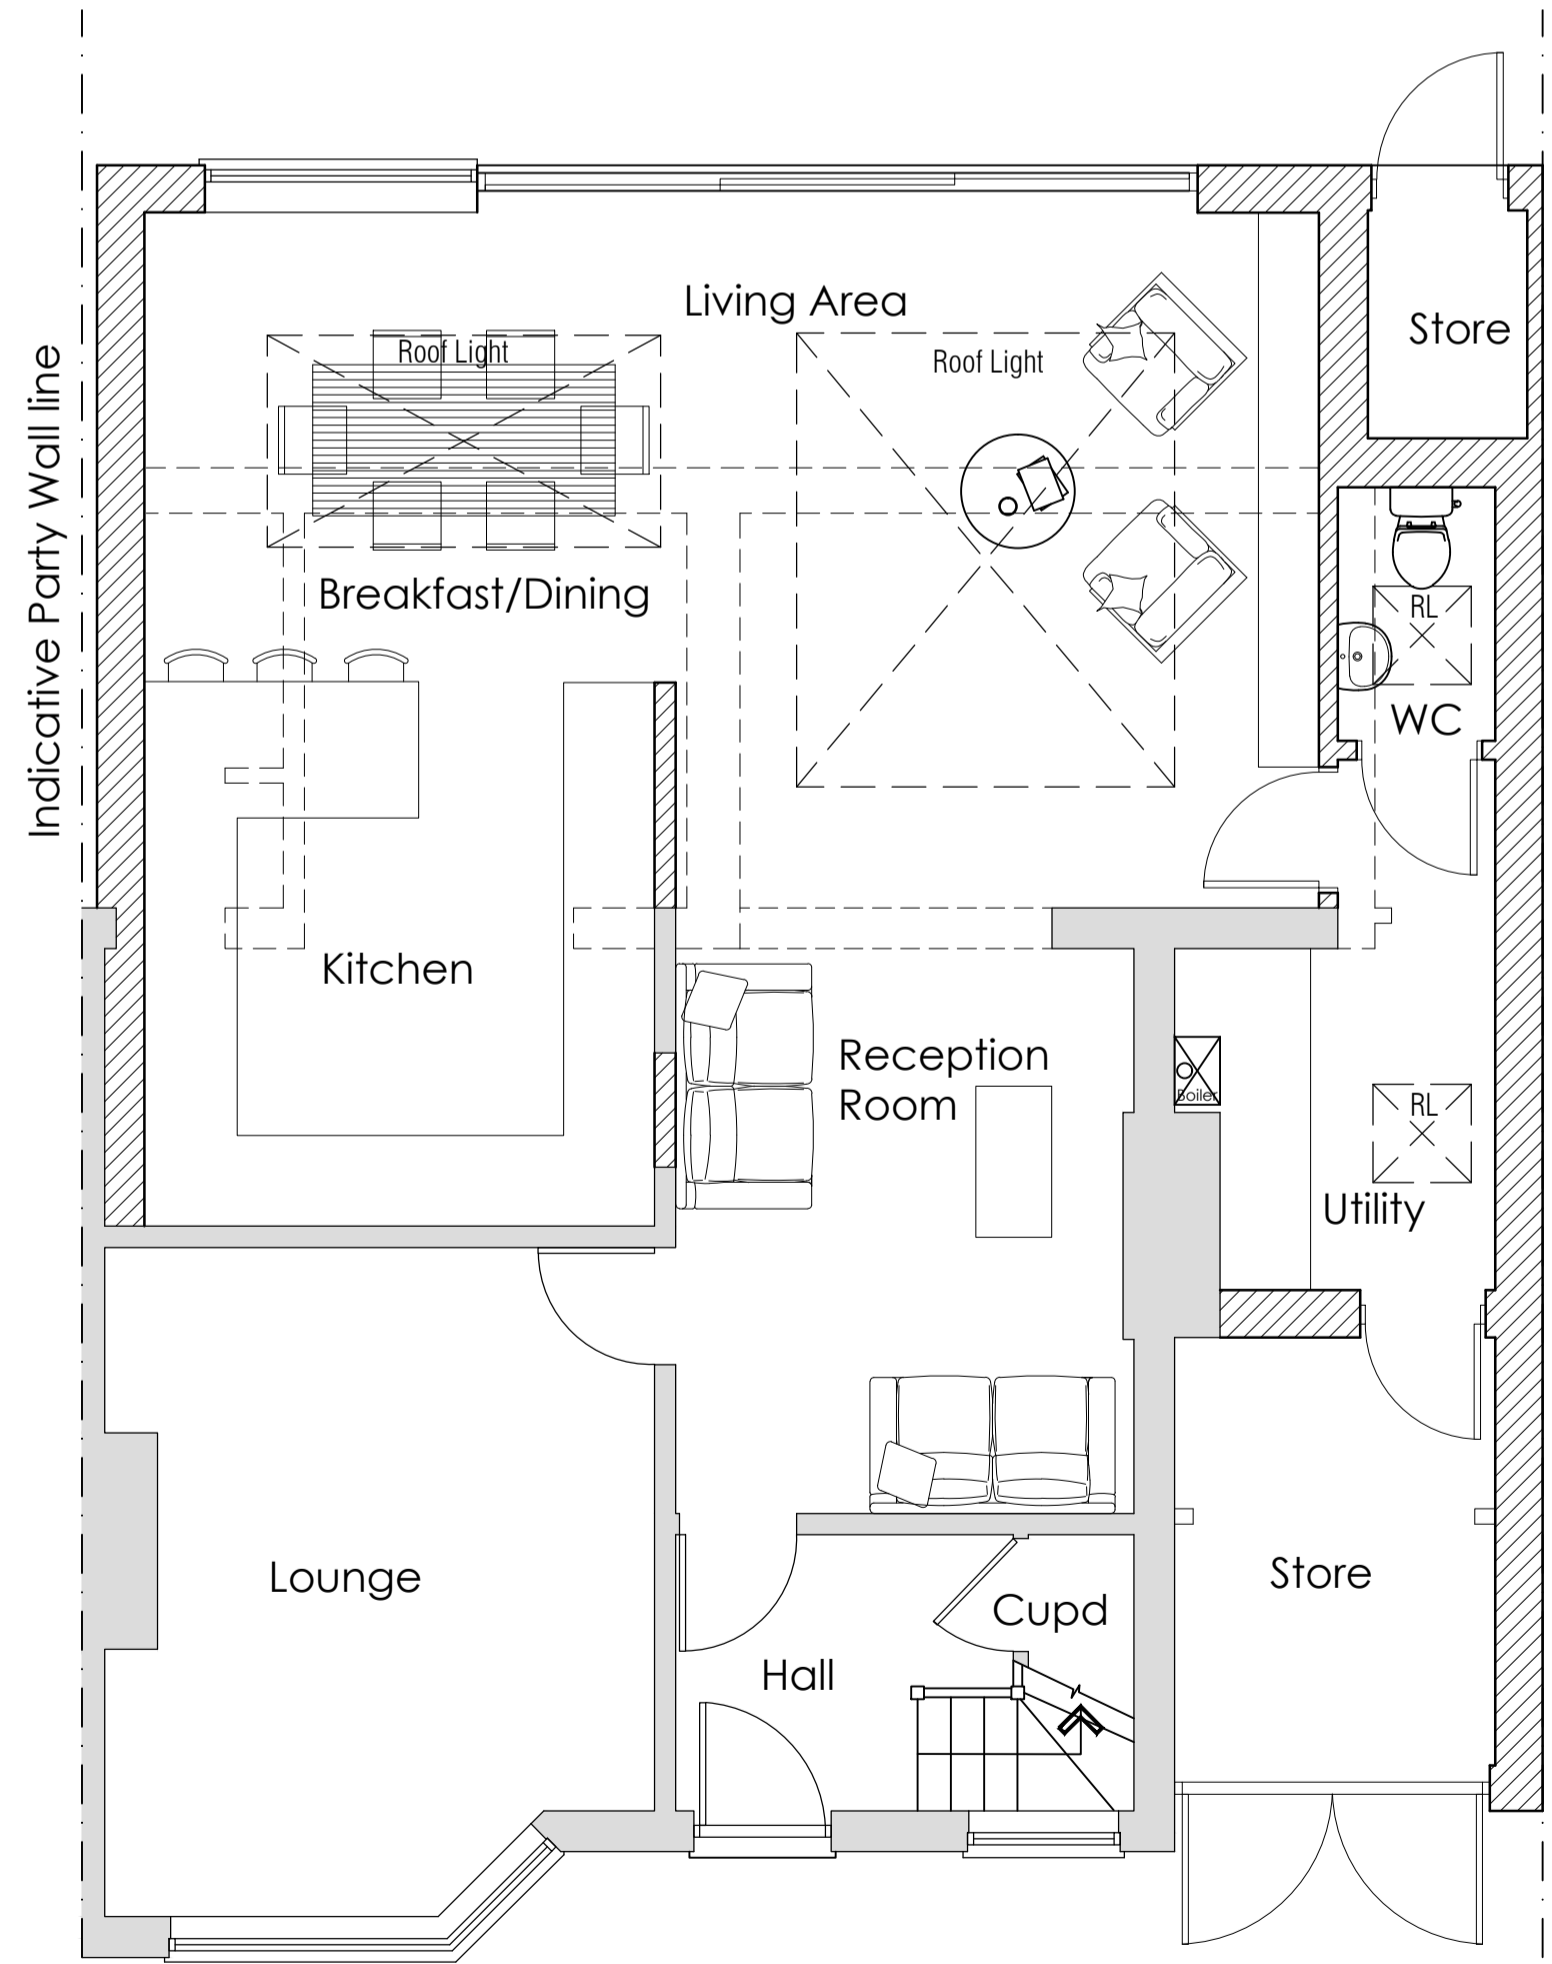 Living Area
Store
Roof Light
Roof Light
Indicative Party Wall line
Breakfast/Dining
RL
WC
Kitchen
Reception
Room
Boiler
RL
Utility
Lounge
Store
Cupd
Hall